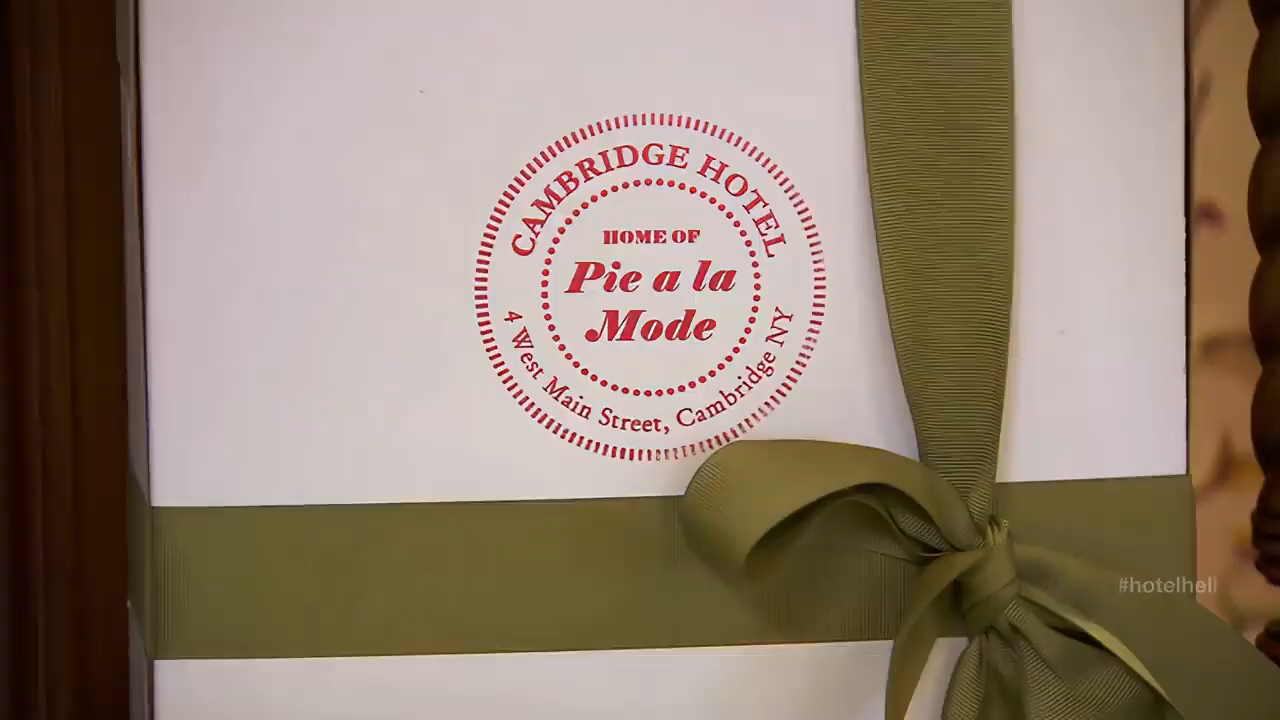 CAMBRIDGE HOTEL
HOME OF
Pie a la
Mode
4 West Main Street, Cambridge NY
#hotelhell